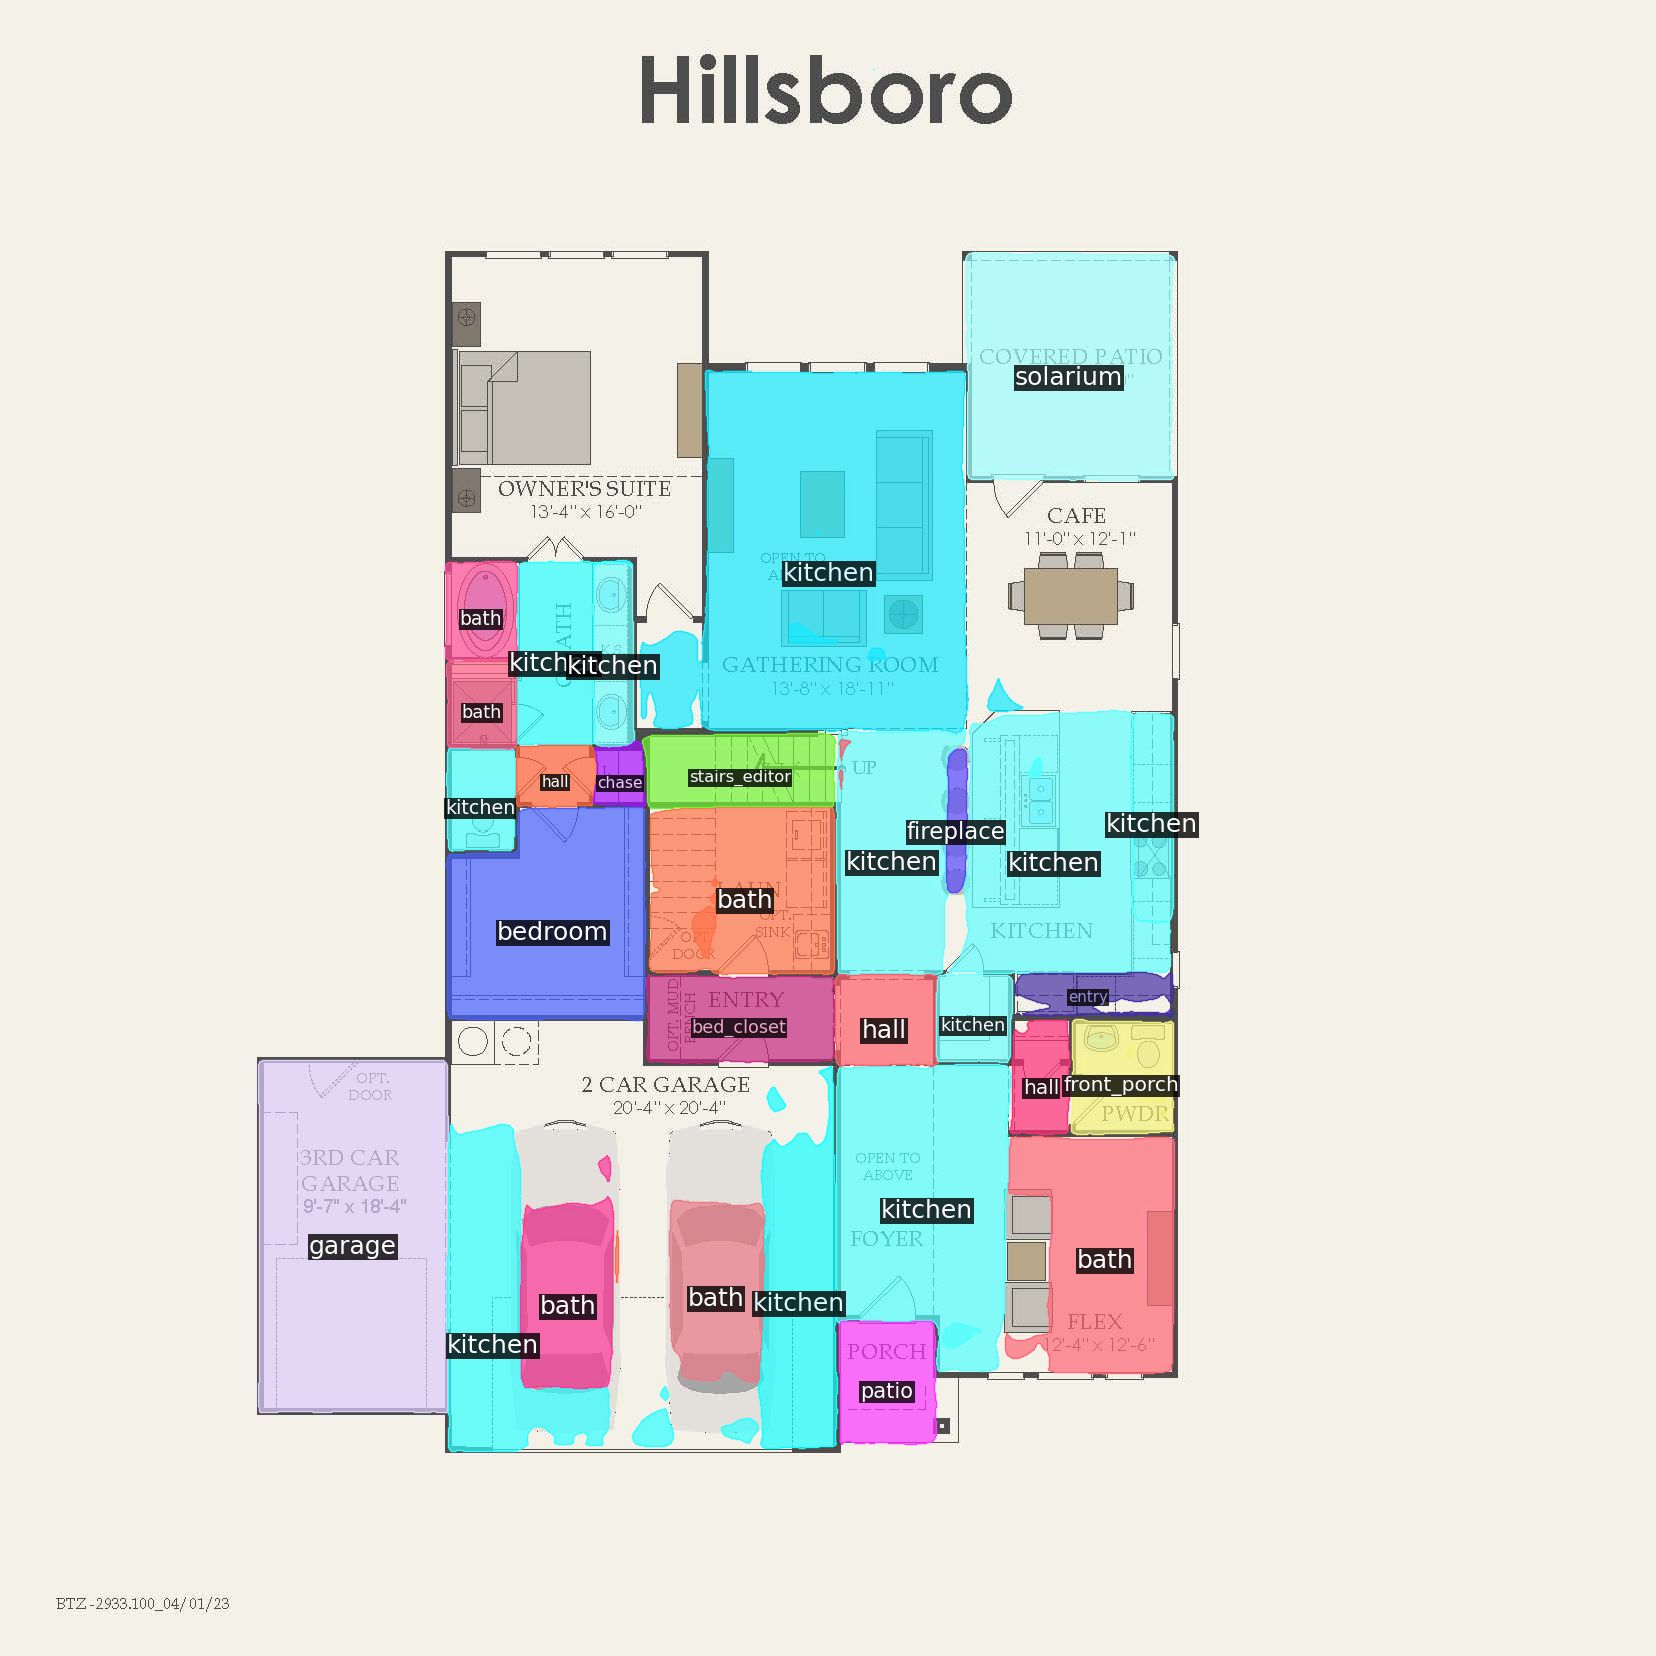 Hillsboro
COVERED PATIO
solarium
OWNER'S SUITE
13'-4" x 16'-0"
CAFE
11'-0" x 12'-1"
OPEN TO
kitchen
GATHERING ROOM
13'-8" x 18'-11"
bath
kitchen
BATH
bath
UP
hall
chase
stairs_editor
kitchen
fireplace
kitchen
kitchen
kitchen
LAUN
bath
OPT.
SINK
OPT.
DOOR
bedroom
KITCHEN
ENTRY
OPT. MUD
BENCH
bed_closet
hall
kitchen
entry
2 CAR GARAGE
20'-4" x 20'-4"
OPT.
DOOR
hall
front_porch
PWDR
3RD CAR
GARAGE
9'-7" x 18'-4"
garage
OPEN TO
ABOVE
kitchen
FOYER
bath
bath
bath
kitchen
kitchen
FLEX
12'-4" x 12'-6"
PORCH
patio
BTZ-2933.100_04/01/23